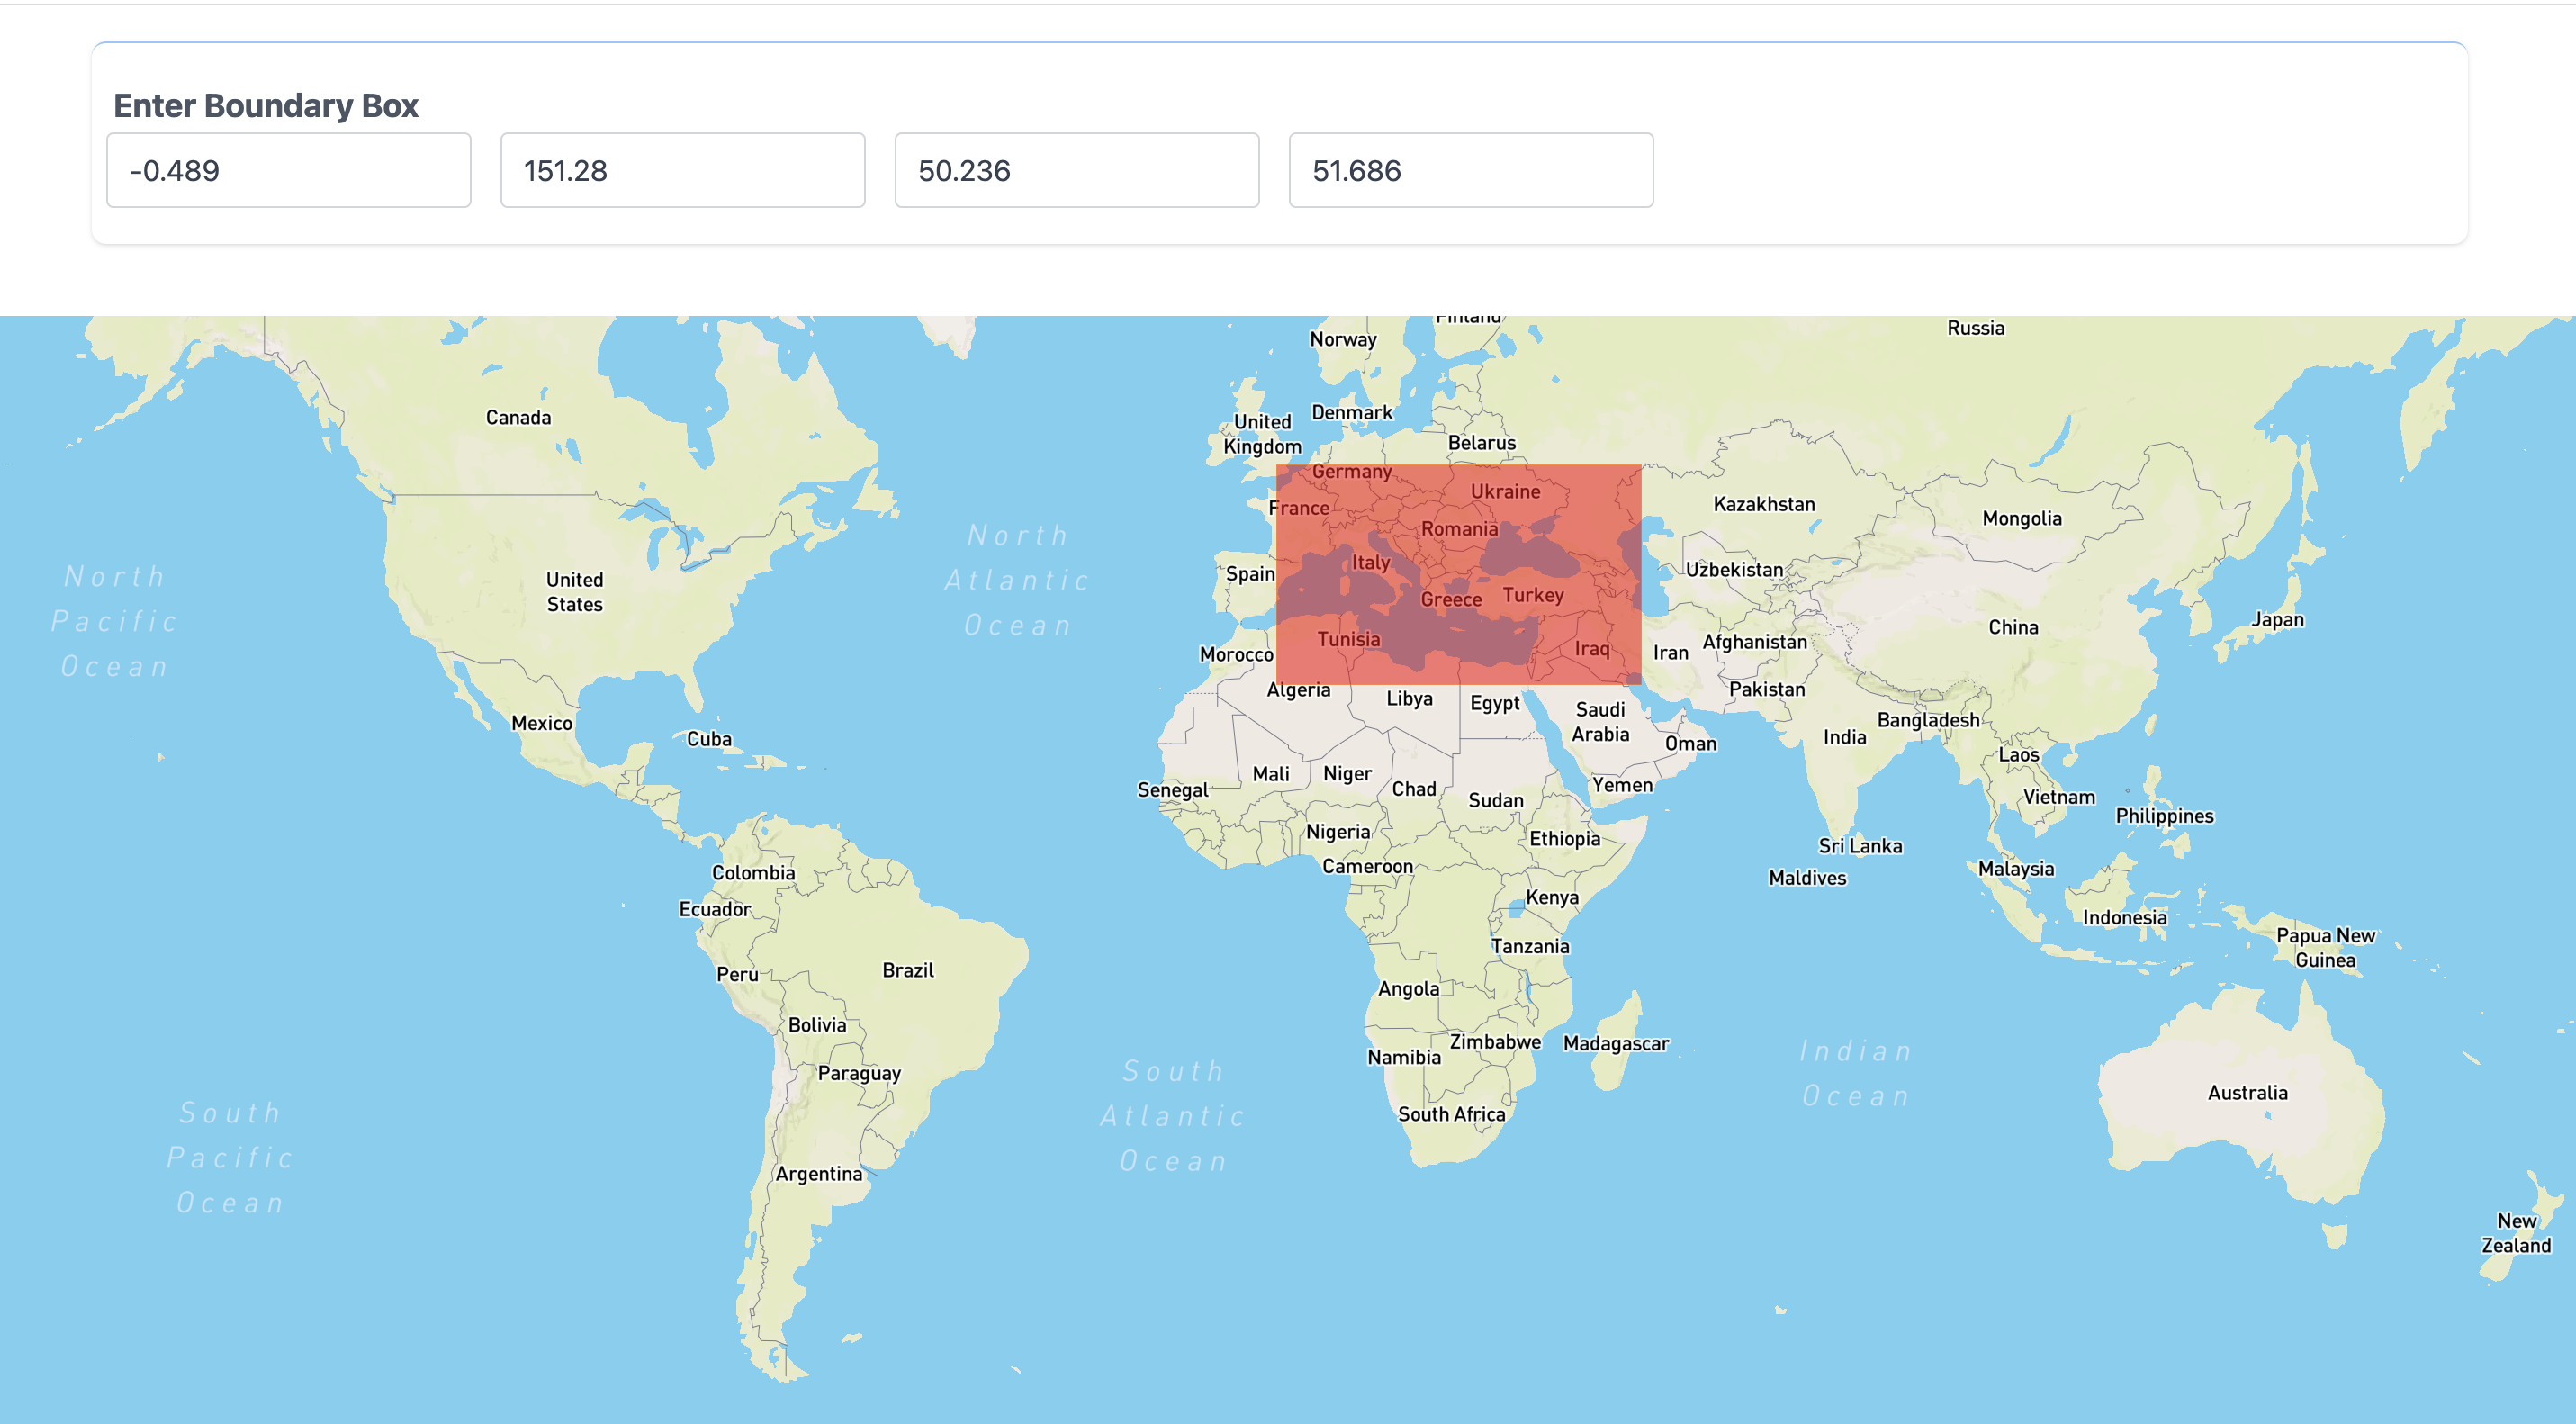 Enter Boundary Box
-0.489 151.28 50.236 51.686
Finland
Russia
Norway
Canada
Denmark
United
Kingdom
Belarus
Germany
Ukraine
France
Kazakhstan
Mongolia
Romania
North
Atlantic
Ocean
Italy
Spain
Uzbekistan
North
Pacific
Ocean
United
States
Greece
Turkey
Japan
China
Tunisia
Iraq
Iran
Afghanistan
Morocco
Algeria
Libya
Egypt
Pakistan
Saudi
Arabia
Mexico
Cuba
Bangladesh
India
Oman
Laos
Mali
Niger
Chad
Senegal
Sudan
Yemen
Vietnam
Philippines
Nigeria
Ethiopia
Sri Lanka
Cameroon
Malaysia
Colombia
Maldives
Ecuador
Kenya
Indonesia
Papua New
Guinea
Tanzania
Peru
Brazil
Angola
Bolivia
Zimbabwe
Madagascar
Namibia
Indian
Ocean
Paraguay
South
Atlantic
Ocean
Australia
South
Pacific
Ocean
South Africa
Argentina
New
Zealand